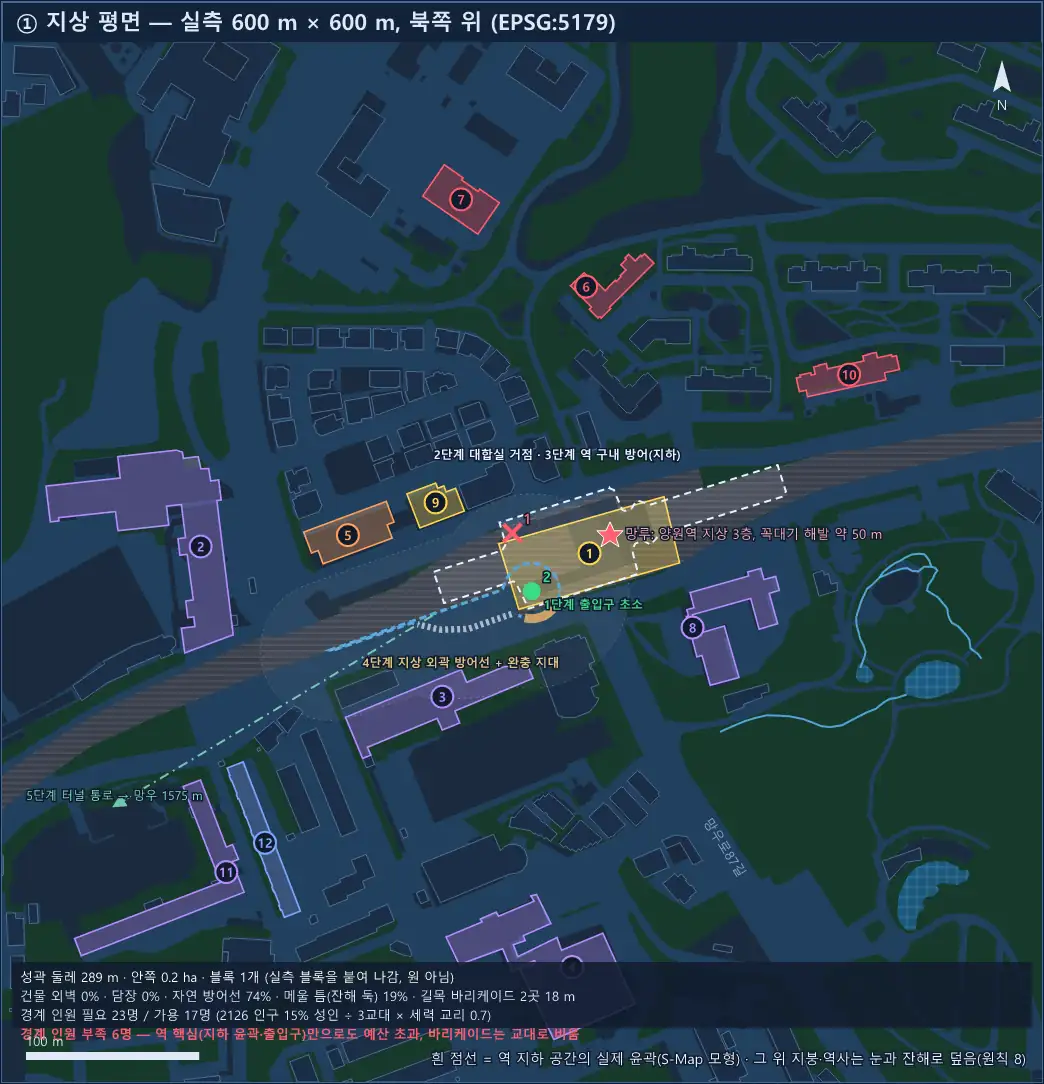 ① 지상 평면 — 실측 600 m × 600 m, 북쪽 위 (EPSG:5179)
N
7
6
10
2단계 대합실 거점 · 3단계 역 구내 방어(지하)
9
5
1
망루: 양원역 지상 3층, 꼭대기 해발 약 50 m
2
1
2
1단계 출입구 초소
8
4단계 지상 외곽 방어선 + 완충 지대
3
5단계 터널 통로 → 망우 1575 m
12
망우로87길
11
4
성곽 둘레 289 m · 안쪽 0.2 ha · 블록 1개 (실측 블록을 붙여 나감, 원 아님)
건물 외벽 0% · 담장 0% · 자연 방어선 74% · 메울 틈(잔해 둑) 19% · 길목 바리케이드 2곳 18 m
경계 인원 필요 23명 / 가용 17명 (2126 인구 15% 성인 ÷ 3교대 × 세력 교리 0.7)
경계 인원 부족 6명 — 역 핵심(지하 윤곽·출입구)만으로도 예산 초과, 바리케이드는 교대로 비움
100 m
흰 점선 = 역 지하 공간의 실제 윤곽(S-Map 모형) · 그 위 지붕·역사는 눈과 잔해로 덮음(원칙 8)